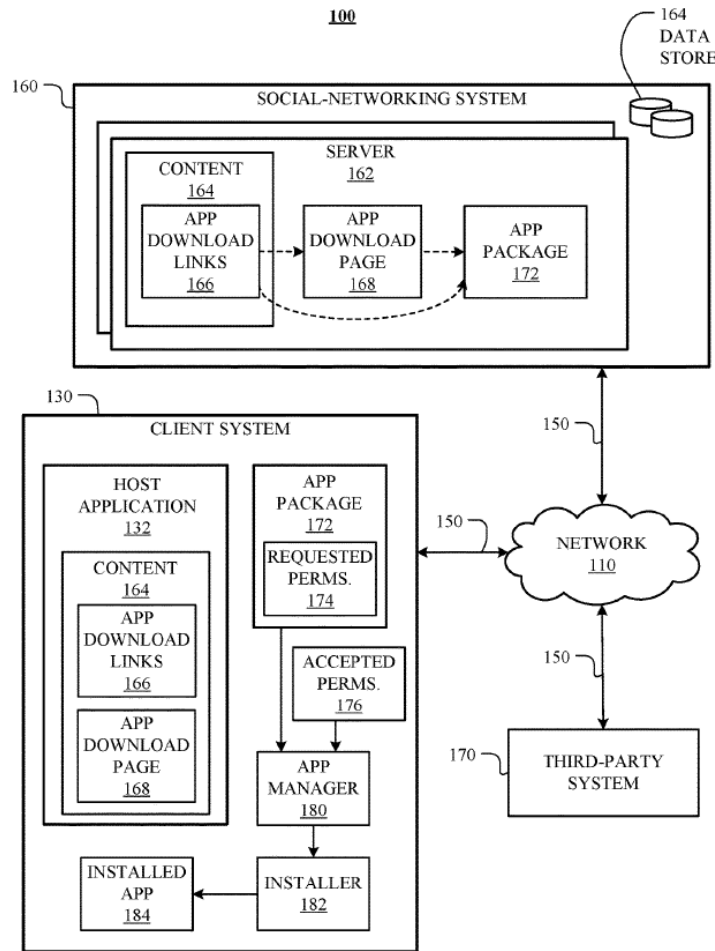 100
164
DATA
STORE
160
SOCIAL-NETWORKING SYSTEM
SERVER
162
CONTENT
164
APP
DOWNLOAD
LINKS
166
APP
DOWNLOAD
PAGE
168
APP
PACKAGE
172
130
CLIENT SYSTEM
HOST
APPLICATION
132
CONTENT
164
APP
DOWNLOAD
LINKS
166
APP
DOWNLOAD
PAGE
168
APP
PACKAGE
172
REQUESTED
PERMS.
174
ACCEPTED
PERMS.
176
APP
MANAGER
180
INSTALLER
182
INSTALLED
APP
184
150
150
NETWORK
110
150
170
THIRD-PARTY
SYSTEM